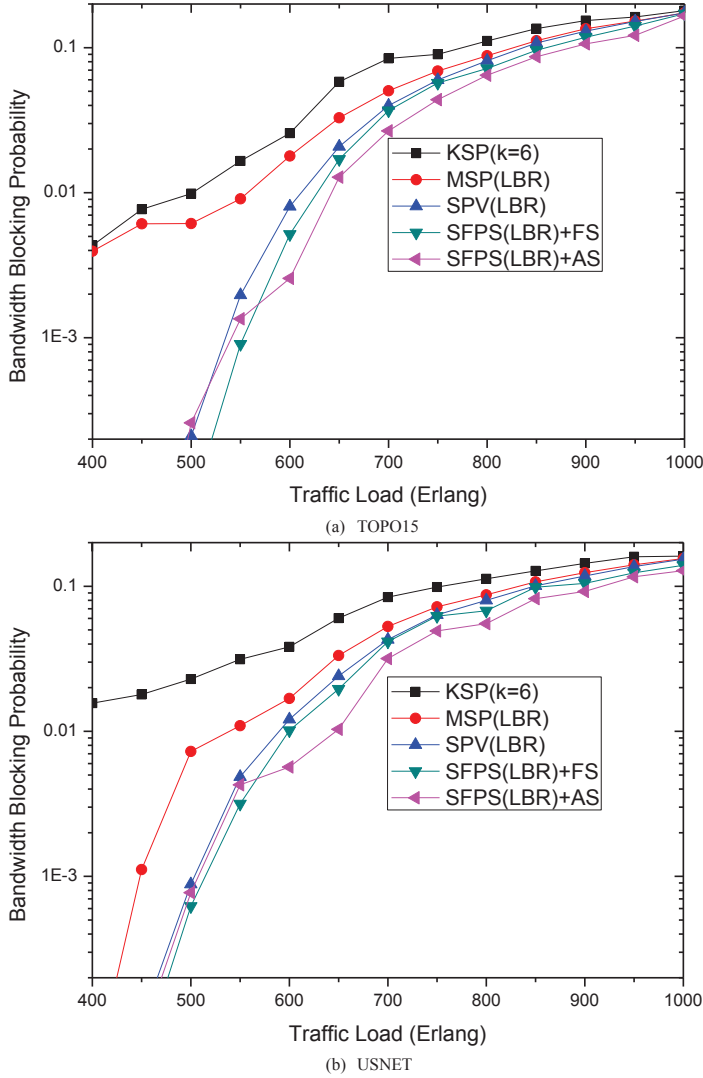 Bandwidth Blocking Probability
0.1
0.01
1E-3
KSP(k=6)
MSP(LBR)
SPV(LBR)
SFPS(LBR)+FS
SFPS(LBR)+AS
400 500 600 700 800 900 1000
Traffic Load (Erlang)
(a) TOPO15
Bandwidth Blocking Probability
0.1
0.01
1E-3
KSP(k=6)
MSP(LBR)
SPV(LBR)
SFPS(LBR)+FS
SFPS(LBR)+AS
400 500 600 700 800 900 1000
Traffic Load (Erlang)
(b) USNET